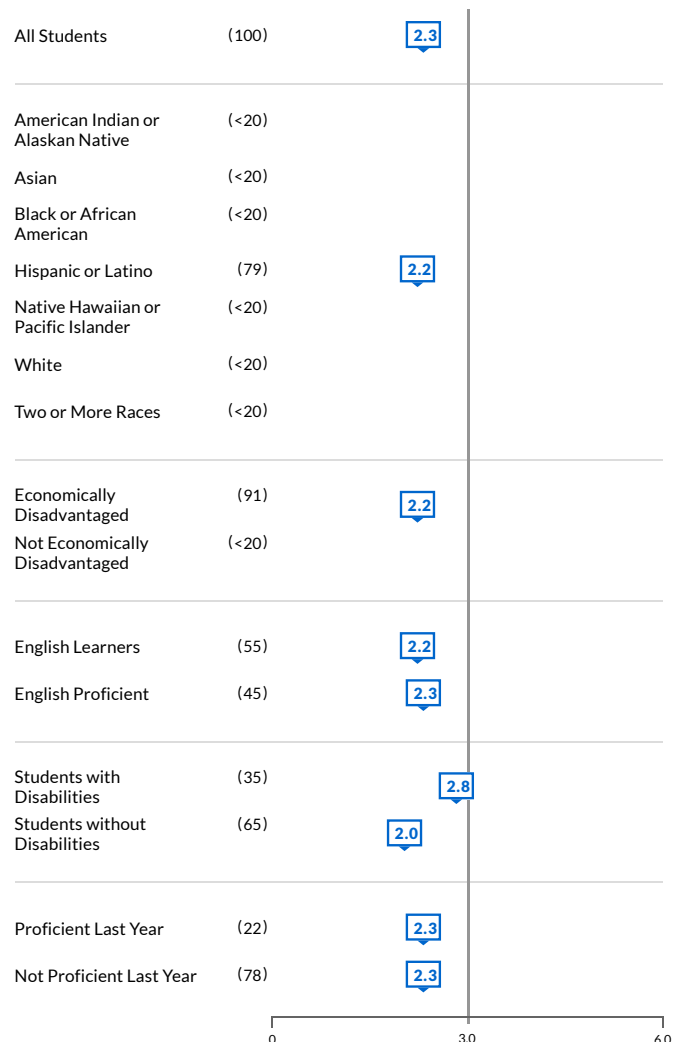 All Students (100) 2.3
American Indian or (<20)
Alaskan Native
Asian (<20)
Black or African (<20)
American
Hispanic or Latino (79) 2.2
Native Hawaiian or (<20)
Pacific Islander
White (<20)
Two or More Races (<20)
Economically (91) 2.2
Disadvantaged
Not Economically (<20)
Disadvantaged
English Learners (55) 2.2
English Proficient (45) 2.3
Students with (35) 2.8
Disabilities
Students without (65) 2.0
Disabilities
Proficient Last Year (22) 2.3
Not Proficient Last Year (78) 2.3
0 3.0 6.0